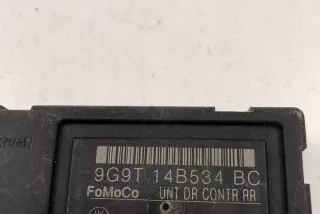 9G9T 14B534 BC
FoMoCo UNT DR CONTR RR